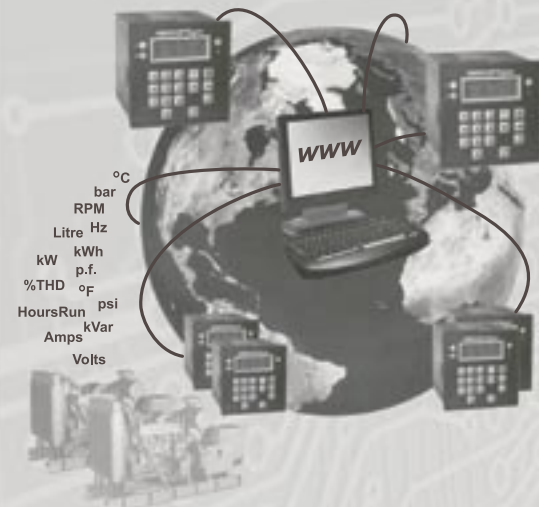 WWW
°C
bar
RPM
Litre Hz
kWh
kW
p.f.
%THD °F
psi
HoursRun
kVar
Amps
Volts